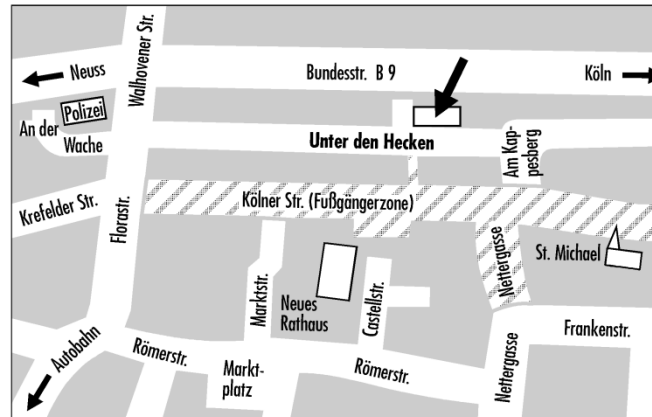 Neuss
Walhovener Str.
Bundesstr. B 9
Köln
Polizei
An der
Wache
Unter den Hecken
Am Kap-
pesberg
Krefelder Str.
Florastr.
Kölner Str. (Fußgängerzone)
Nettergasse
St. Michael
Marktstr.
Neues
Rathaus
Castellstr.
Frankenstr.
Autobahn
Römerstr.
Markt-
platz
Römerstr.
Nettergasse